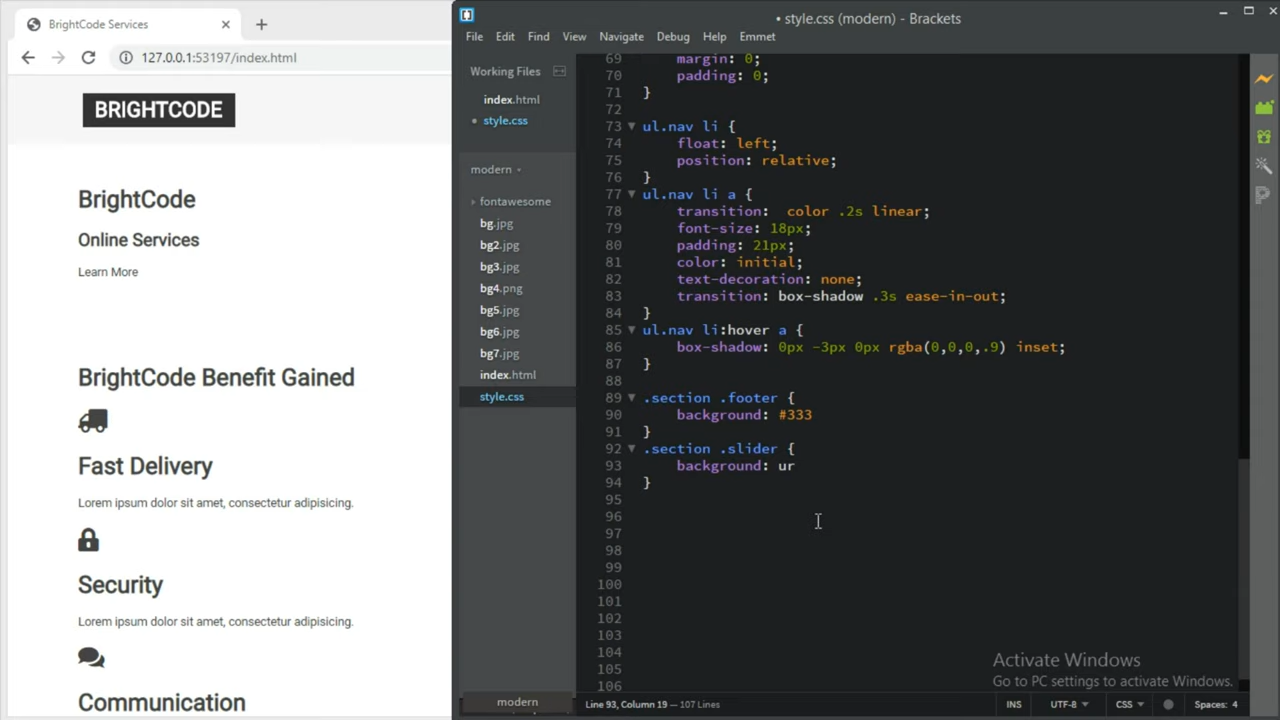 BrightCode Services
127.0.0.1:53197/index.html
BRIGHTCODE
BrightCode
Online Services
Learn More
BrightCode Benefit Gained
Fast Delivery
Lorem ipsum dolor sit amet, consectetur adipisicing.
Security
Lorem ipsum dolor sit amet, consectetur adipisicing.
Communication
• style.css (modern) - Brackets
File Edit Find View Navigate Debug Help Emmet
Working Files
index.html
style.css
modern
fontawesome
bg.jpg
bg2.jpg
bg3.jpg
bg4.png
bg5.jpg
bg6.jpg
bg7.jpg
index.html
style.css
modern
69 margin: 0;
70 padding: 0;
71 }
72
73 ul.nav li {
74 float: left;
75 position: relative;
76 }
77 ul.nav li a {
78 transition:  color .2s linear;
79 font-size: 18px;
80 padding: 21px;
81 color: initial;
82 text-decoration: none;
83 transition: box-shadow .3s ease-in-out;
84 }
85 ul.nav li:hover a {
86 box-shadow: 0px -3px 0px rgba(0,0,0,.9) inset;
87 }
88
89 .section .footer {
90 background: #333
91 }
92 .section .slider {
93 background: ur
94 }
95
96
97
98
99
100
101
102
103
104
105
106
Activate Windows
Go to PC settings to activate Windows.
Line 93, Column 19 — 107 Lines
INS UTF-8 CSS Spaces: 4